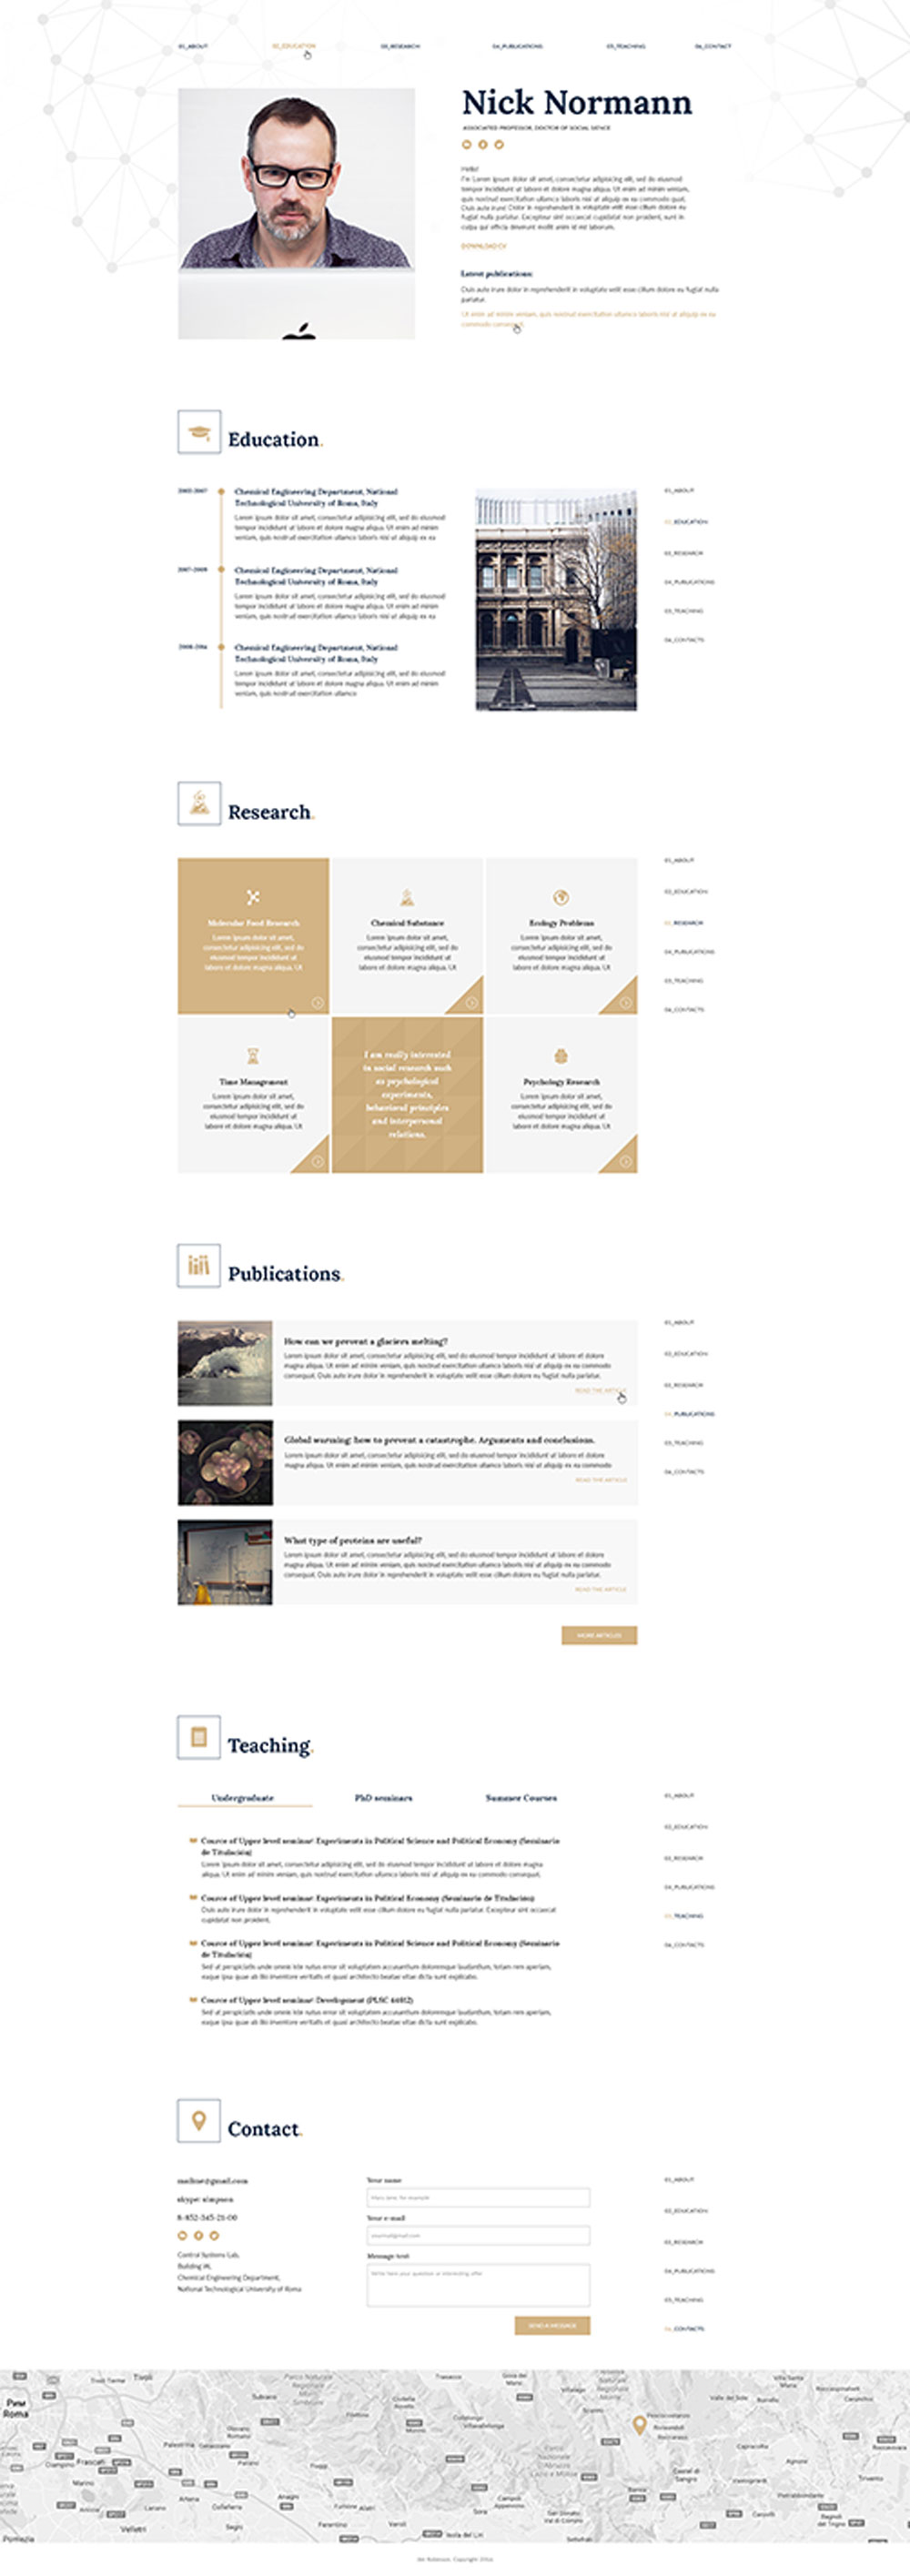 01_ABOUT
02_EDUCATION
03_RESEARCH
04_PUBLICATIONS
05_TEACHING
06_CONTACT
Nick Normann
ASSOCIATED PROFESSOR, DOCTOR OF SOCIAL SIENCE
Hello!
I'm Lorem ipsum dolor sit amet, consectetur adipisicing elit, sed do eiusmod
tempor incididunt ut labore et dolore magna aliqua. Ut enim ad minim veniam,
quis nostrud exercitation ullamco laboris nisi ut aliquip ex ea commodo quat.
Duis aute irure! Dolor in reprehenderit in voluptate velit esse cillum dolore eu
fugiat nulla pariatur. Excepteur sint occaecat cupidatat non proident, sunt in
culpa qui officia deserunt mollit anim id est laborum.
DOWNLOAD CV
Latest publications:
Duis aute irure dolor in reprehenderit in voluptate velit esse cillum dolore eu fugiat nulla
pariatur.
Ut enim ad minim veniam, quis nostrud exercitation ullamco laboris nisi ut aliquip ex ea
commodo
Education.
2007-2008
Chemical Engineering Department, National
Technological University of Roma, Italy
Lorem ipsum dolor sit amet, consectetur adipisicing elit, sed do eiusmod
tempor incididunt ut labore et dolore magna aliqua. Ut enim ad minim
veniam, quis nostrud exercitation ullamco laboris nisi ut aliquip ex ea
Chemical Engineering Department, National
Technological University of Roma, Italy
Lorem ipsum dolor sit amet, consectetur adipisicing elit, sed do eiusmod
tempor incididunt ut labore et dolore magna aliqua. Ut enim ad minim
veniam, quis nostrud exercitation ullamco laboris nisi ut aliquip ex ea
Chemical Engineering Department, National
Technological University of Roma, Italy
Lorem ipsum dolor sit amet, consectetur adipisicing elit, sed do eiusmod
tempor incididunt ut labore et dolore magna aliqua. Ut enim ad minim
veniam, quis nostrud exercitation ullamco
01_ABOUT
02_EDUCATION
03_RESEARCH
04_PUBLICATIONS
05_TEACHING
06_CONTACTS
Research.
Molecular Food Research
Lorem ipsum dolor sit amet,
consectetur adipisicing elit, sed do
eiusmod tempor incididunt ut
labore et dolore magna aliqua. Ut
Chemical Substance
Lorem ipsum dolor sit amet,
consectetur adipisicing elit, sed do
eiusmod tempor incididunt ut
labore et dolore magna aliqua. Ut
Ecology Problems
Lorem ipsum dolor sit amet,
consectetur adipisicing elit, sed do
eiusmod tempor incididunt ut
labore et dolore magna aliqua. Ut
Time Management
Lorem ipsum dolor sit amet,
consectetur adipisicing elit, sed do
eiusmod tempor incididunt ut
labore et dolore magna aliqua. Ut
I am really interested
in social research such
as psychological
experiments,
behavioral principles
and interpersonal
relations.
Psychology Research
Lorem ipsum dolor sit amet,
consectetur adipisicing elit, sed do
eiusmod tempor incididunt ut
labore et dolore magna aliqua. Ut
01_ABOUT
02_EDUCATION
03_RESEARCH
04_PUBLICATIONS
05_TEACHING
06_CONTACTS
Publications.
How can we prevent a glaciers melting?
Lorem ipsum dolor sit amet, consectetur adipisicing elit, sed do eiusmod tempor incididunt ut labore et dolore
magna aliqua. Ut enim ad minim veniam, quis nostrud exercitation ullamco laboris nisi ut aliquip ex ea commodo
consequat. Duis aute irure dolor in reprehenderit in voluptate velit esse cillum dolore eu fugiat nulla pariatur.
READ THE ARTICLE
Global warming: how to prevent a catastrophe. Arguments and conclusions.
Lorem ipsum dolor sit amet, consectetur adipisicing elit, sed do eiusmod tempor incididunt ut labore et dolore
magna aliqua. Ut enim ad minim veniam, quis nostrud exercitation ullamco laboris nisi ut aliquip ex ea commodo
READ THE ARTICLE
What type of proteins are useful?
Lorem ipsum dolor sit amet, consectetur adipisicing elit, sed do eiusmod tempor incididunt ut labore et dolore
magna aliqua. Ut enim ad minim veniam, quis nostrud exercitation ullamco laboris nisi ut aliquip ex ea commodo
consequat. Duis aute irure dolor in reprehenderit in voluptate velit esse cillum dolore eu fugiat nulla pariatur.
READ THE ARTICLE
MORE ARTICLES
01_ABOUT
02_EDUCATION
03_RESEARCH
04_PUBLICATIONS
05_TEACHING
06_CONTACTS
Teaching.
Undergraduate
PhD seminars
Summer Courses
Cource of Upper level seminar: Experiments in Political Science and Political Economy (Seminario
de Titulacion)
Lorem ipsum dolor sit amet, consectetur adipisicing elit, sed do eiusmod tempor incididunt ut labore et dolore magna
aliqua. Ut enim ad minim veniam, quis nostrud exercitation ullamco laboris nisi ut aliquip ex ea commodo consequat.
Cource of Upper level seminar: Experiments in Political Economy (Seminario de Titulacion)
Duis aute irure dolor in reprehenderit in voluptate velit esse cillum dolore eu fugiat nulla pariatur. Excepteur sint occaecat
cupidatat non proident.
Cource of Upper level seminar: Experiments in Political Science and Political Economy (Seminario
de Titulacion)
Sed ut perspiciatis unde omnis iste natus error sit voluptatem accusantium doloremque laudantium, totam rem aperiam,
eaque ipsa quae ab illo inventore veritatis et quasi architecto beatae vitae dicta sunt explicabo.
Cource of Upper level seminar: Development (PLSC 44812)
Sed ut perspiciatis unde omnis iste natus error sit voluptatem accusantium doloremque laudantium, totam rem aperiam,
eaque ipsa quae ab illo inventore veritatis et quasi architecto beatae vitae dicta sunt explicabo.
01_ABOUT
02_EDUCATION
03_RESEARCH
04_PUBLICATIONS
05_TEACHING
06_CONTACTS
Contact.
skype: simpson
8-852-345-21-00
Control Systems Lab,
Chemical Engineering Department,
National Technological University of Roma
Your name
Your e-mail
yourmail@mail.com
Message text
Write here your question or interesting offer
SEND A MESSAGE
01_ABOUT
02_EDUCATION
03_RESEARCH
04_PUBLICATIONS
05_TEACHING
06_CONTACTS
Tivoli
Roma
Subiaco
Palestrina
Frascati
Ciampino
Marino
Velletri
Lariano
Artena
Colleferro
Segni
Anagni
Fiuggi
Ferentino
Alatri
Veroli
Sora
Isola del Liri
Castel di
Sangro
Agnone
Trivento
Capracotta
Pomezia